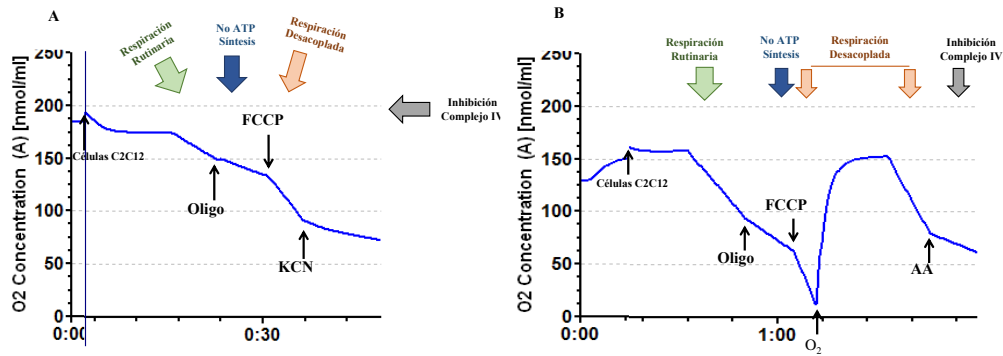 A
Respiración
Rutinaria
No ATP
Síntesis
Respiración
Desacoplada
Inhibición
Complejo IV
O2 Concentration (A) [nmol/ml]
200
150
100
50
0
Células C2C12
Oligo
FCCP
KCN
0:00
0:30
B
Respiración
Rutinaria
No ATP
Síntesis
Respiración
Desacoplada
Inhibición
Complejo IV
O2 Concentration (A) [nmol/ml]
200
150
100
50
0
Células C2C12
Oligo
FCCP
AA
0:00
1:00
O2